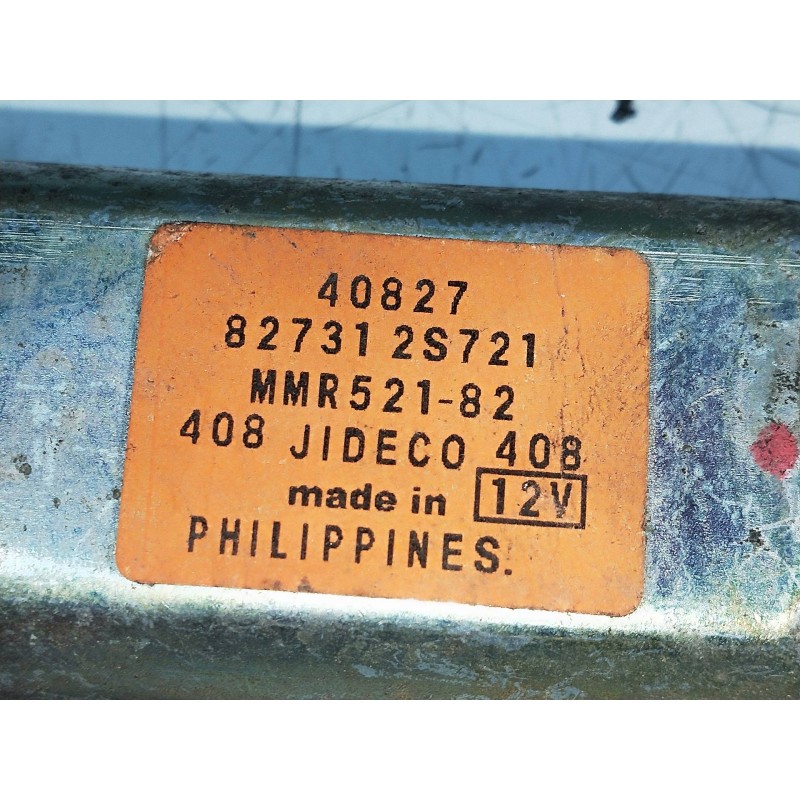 40827
82731 2S721
MMR521-82
408 JIDECO 408
made in 12V
PHILIPPINES.